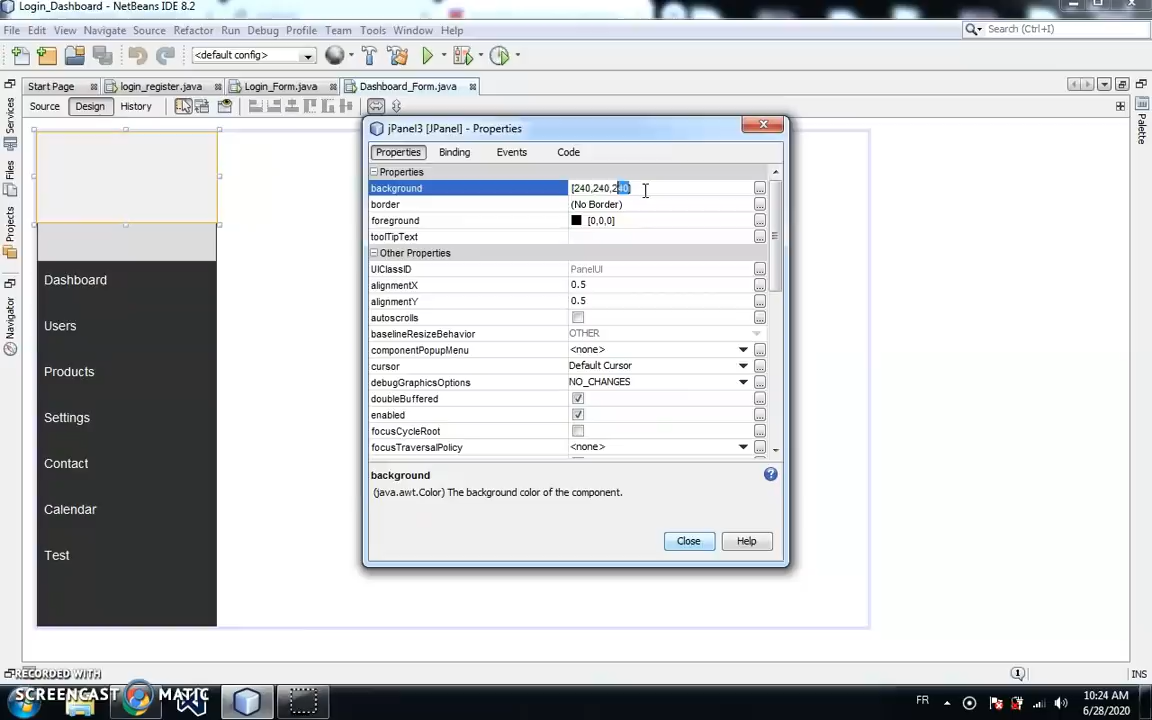 Login_Dashboard - NetBeans IDE 8.2
File Edit View Navigate Source Refactor Run Debug Profile Team Tools Window Help
Search (Ctrl+I)
<default config>
Start Page login_register.java Login_Form.java Dashboard_Form.java
Source Design History
Services
Files
Projects
Navigator
Palette
Dashboard
Users
Products
Settings
Contact
Calendar
Test
jPanel3 [JPanel] - Properties
Properties Binding Events Code
Properties
background [240,240,240]
border (No Border)
foreground [0,0,0]
toolTipText
Other Properties
UIClassID PanelUI
alignmentX 0.5
alignmentY 0.5
autoscrolls
baselineResizeBehavior OTHER
componentPopupMenu <none>
cursor Default Cursor
debugGraphicsOptions NO_CHANGES
doubleBuffered
enabled
focusCycleRoot
focusTraversalPolicy <none>
background
(java.awt.Color) The background color of the component.
Close Help
INS
RECORDED WITH
SCREENCAST MATIC
FR
10:24 AM
6/28/2020